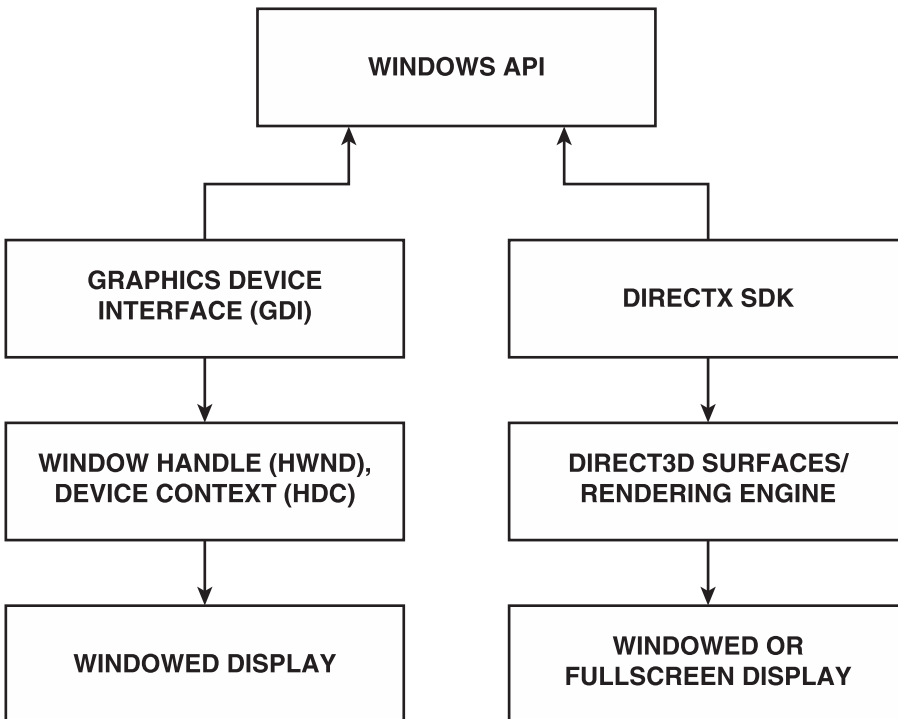 WINDOWS API
GRAPHICS DEVICE
INTERFACE (GDI)
DIRECTX SDK
WINDOW HANDLE (HWND),
DEVICE CONTEXT (HDC)
DIRECT3D SURFACES/
RENDERING ENGINE
WINDOWED DISPLAY
WINDOWED OR
FULLSCREEN DISPLAY